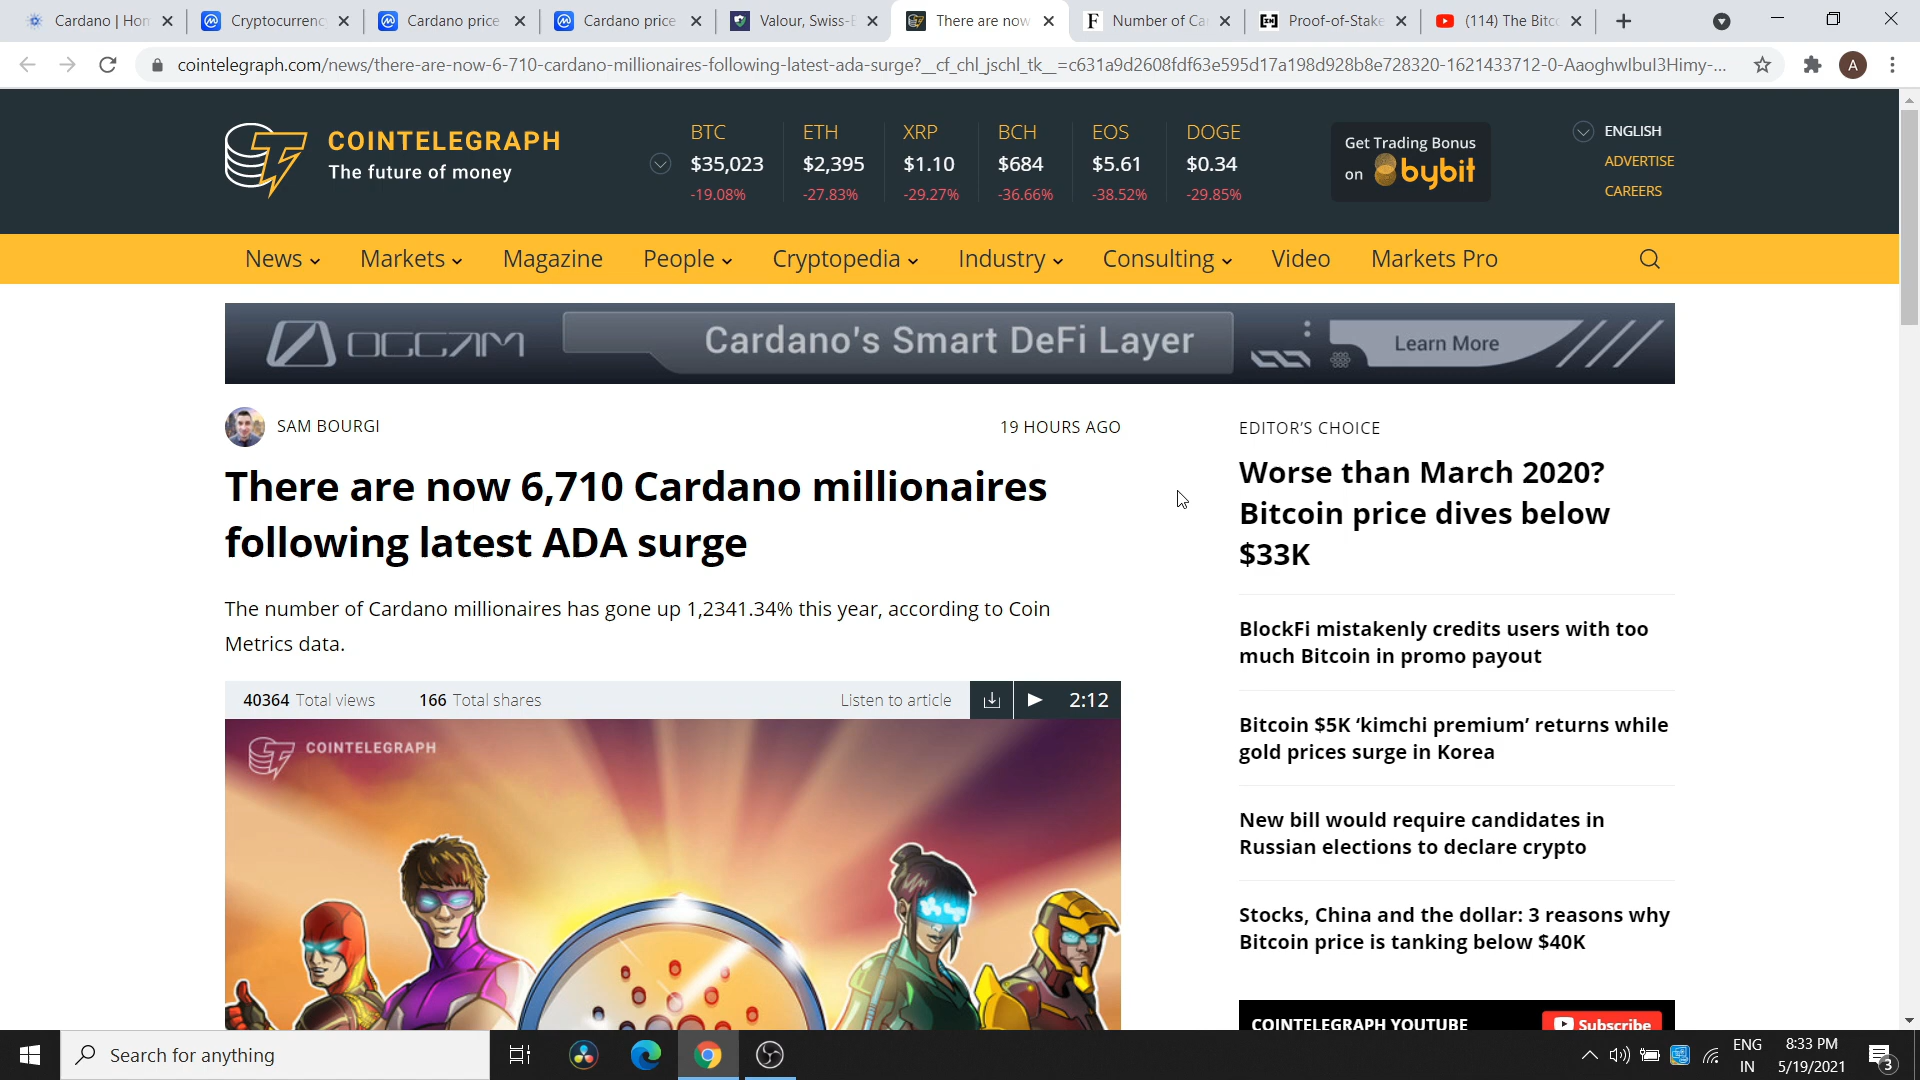 Cardano | Hom
Cryptocurrenc
Cardano price
Cardano price
Valour, Swiss-B
There are now
Number of Ca
Proof-of-Stake
(114) The Bitc
cointelegraph.com/news/there-are-now-6-710-cardano-millionaires-following-latest-ada-surge?__cf_chl_jschl_tk__=c631a9d2608fdf63e595d17a198d928b8e728320-1621433712-0-AaoghwIbuI3Himy-...
A
COINTELEGRAPH
The future of money
BTC ETH XRP BCH EOS DOGE
$35,023 $2,395 $1.10 $684 $5.61 $0.34
-19.08% -27.83% -29.27% -36.66% -38.52% -29.85%
Get Trading Bonus
on bybit
ENGLISH
ADVERTISE
CAREERS
News Markets Magazine People Cryptopedia Industry Consulting Video Markets Pro
OCCAM Cardano's Smart DeFi Layer Learn More
SAM BOURGI
19 HOURS AGO
There are now 6,710 Cardano millionaires
following latest ADA surge
The number of Cardano millionaires has gone up 1,2341.34% this year, according to Coin
Metrics data.
40364 Total views 166 Total shares Listen to article 2:12
COINTELEGRAPH
EDITOR'S CHOICE
Worse than March 2020?
Bitcoin price dives below
$33K
BlockFi mistakenly credits users with too
much Bitcoin in promo payout
Bitcoin $5K ‘kimchi premium’ returns while
gold prices surge in Korea
New bill would require candidates in
Russian elections to declare crypto
Stocks, China and the dollar: 3 reasons why
Bitcoin price is tanking below $40K
COINTELEGRAPH YOUTUBE Subscribe
Search for anything
ENG
IN
8:33 PM
5/19/2021
3